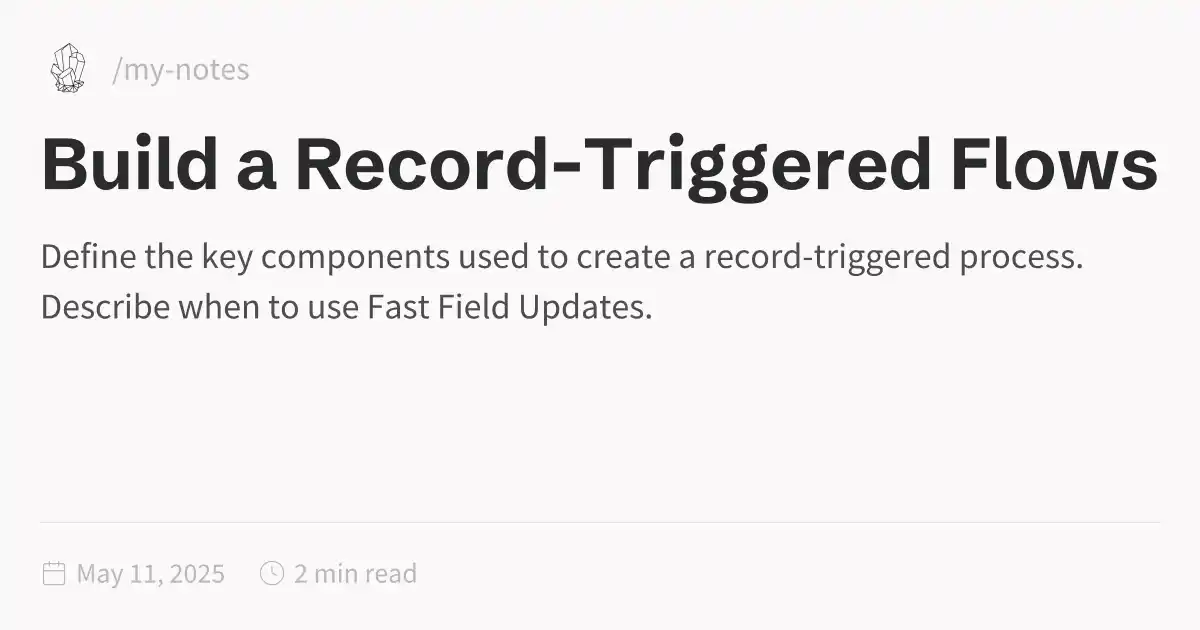 /my-notes
Build a Record-Triggered Flows
Define the key components used to create a record-triggered process.
Describe when to use Fast Field Updates.
May 11, 2025 2 min read